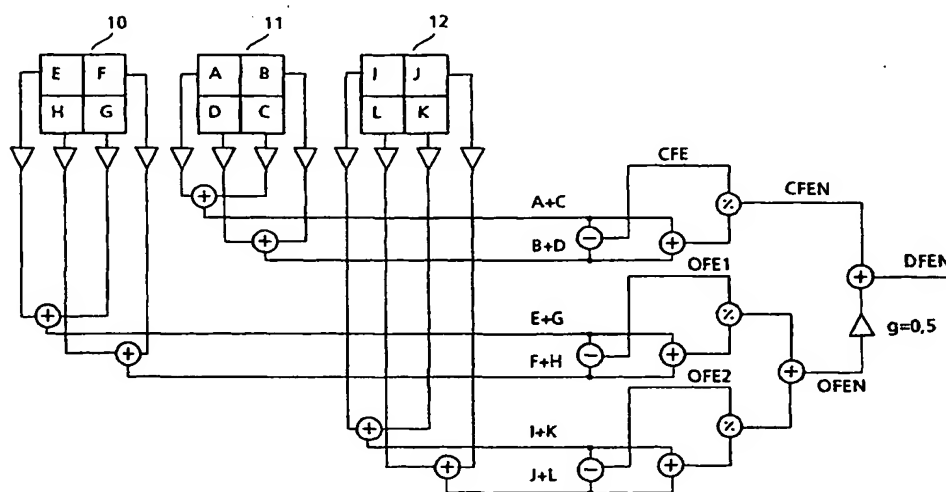 10
11
12
E F
H G
A B
D C
I J
L K
CFE
CFEN
A+C
%
+
+
B+D
−
+
DFEN
+
OFE1
+
E+G
%
g=0,5
+
F+H
−
+
OFE2
+
OFEN
+
I+K
%
+
J+L
−
+